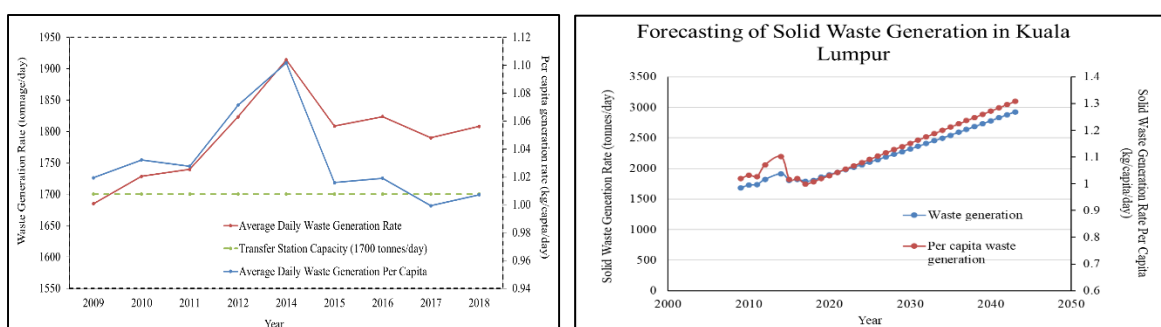 1950
1900
1850
1800
1750
1700
1650
1600
1550
Waste Generation Rate (tonnage/day)
1.12
1.10
1.08
1.06
1.04
1.02
1.00
0.98
0.96
0.94
Per capita generation rate (kg/capta/day)
Average Daily Waste Generation Rate
Transfer Station Capacity (1700 tonnes/day)
Average Daily Waste Generation Per Capita
2009 2010 2011 2012 2014 2015 2016 2017 2018
Year
Forecasting of Solid Waste Generation in Kuala
Lumpur
3500
3000
2500
2000
1500
1000
500
0
Solid Waste Generation Rate (tonnes/day)
1.4
1.3
1.2
1.1
1
0.9
0.8
0.7
0.6
Solid Waste Generation Rate Per Capita
(kg/capita/day)
Waste generation
Per capita waste
generation
2000 2010 2020 2030 2040 2050
Year